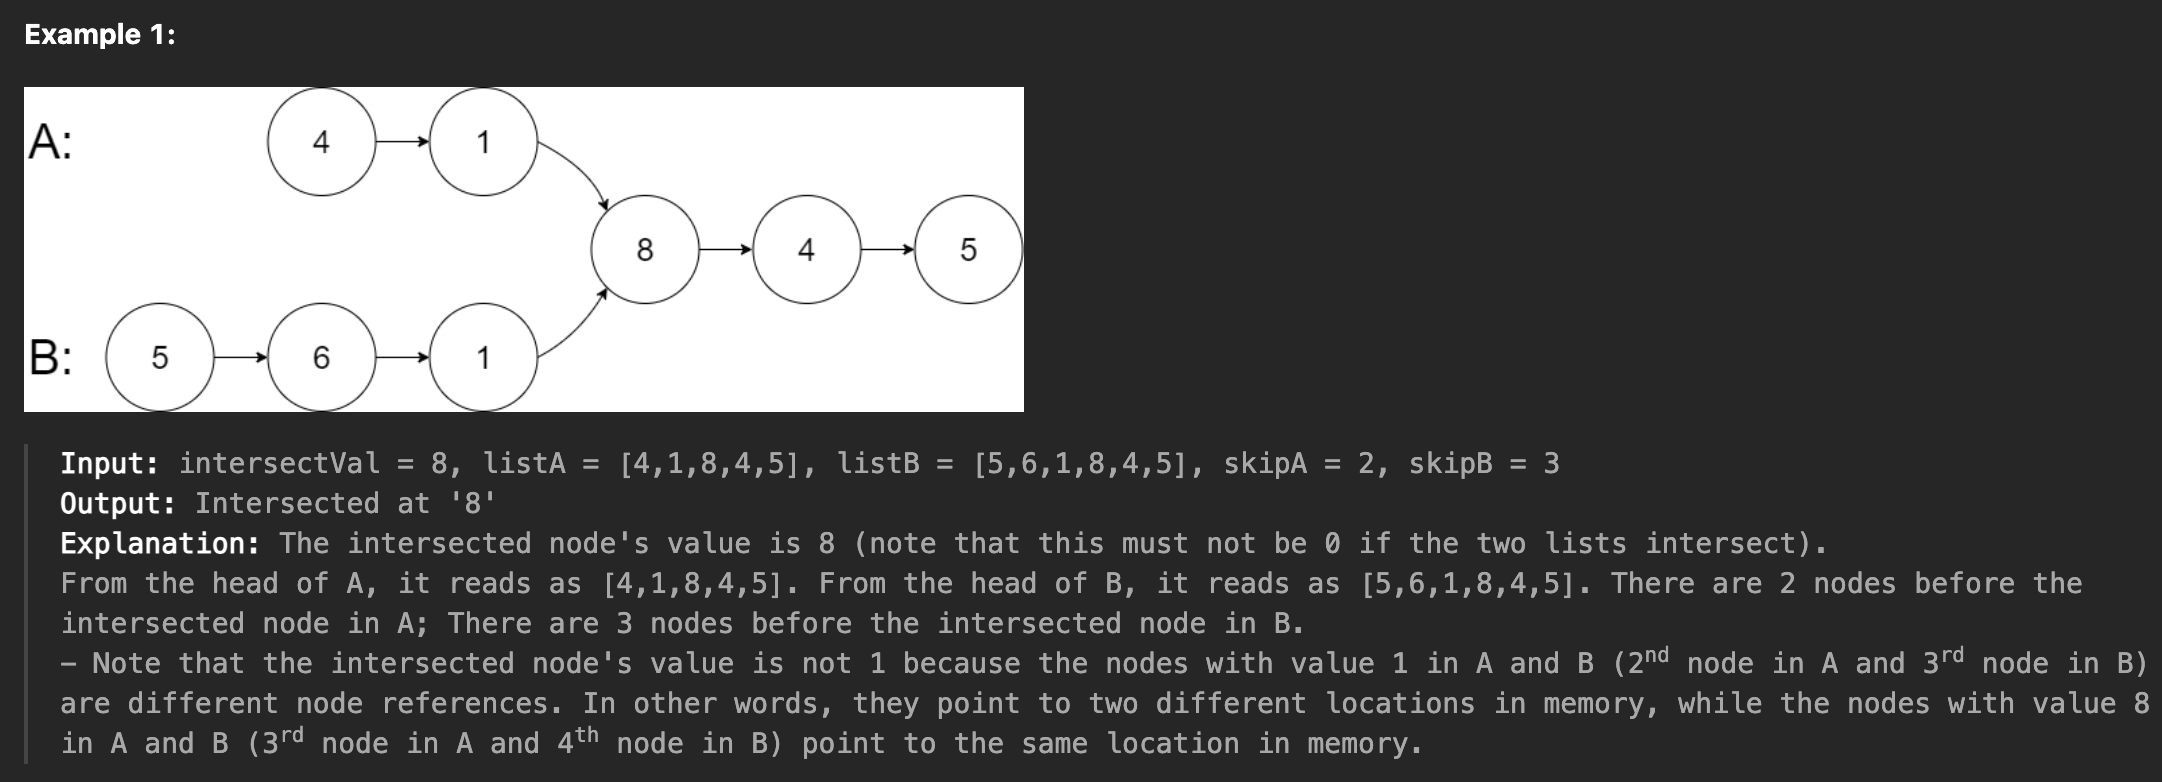 Example 1:
A:
4
1
8
4
5
B:
5
6
1
Input: intersectVal = 8, listA = [4,1,8,4,5], listB = [5,6,1,8,4,5], skipA = 2, skipB = 3
Output: Intersected at '8'
Explanation: The intersected node's value is 8 (note that this must not be 0 if the two lists intersect).
From the head of A, it reads as [4,1,8,4,5]. From the head of B, it reads as [5,6,1,8,4,5]. There are 2 nodes before the
intersected node in A; There are 3 nodes before the intersected node in B.
- Note that the intersected node's value is not 1 because the nodes with value 1 in A and B (2nd node in A and 3rd node in B)
are different node references. In other words, they point to two different locations in memory, while the nodes with value 8
in A and B (3rd node in A and 4th node in B) point to the same location in memory.